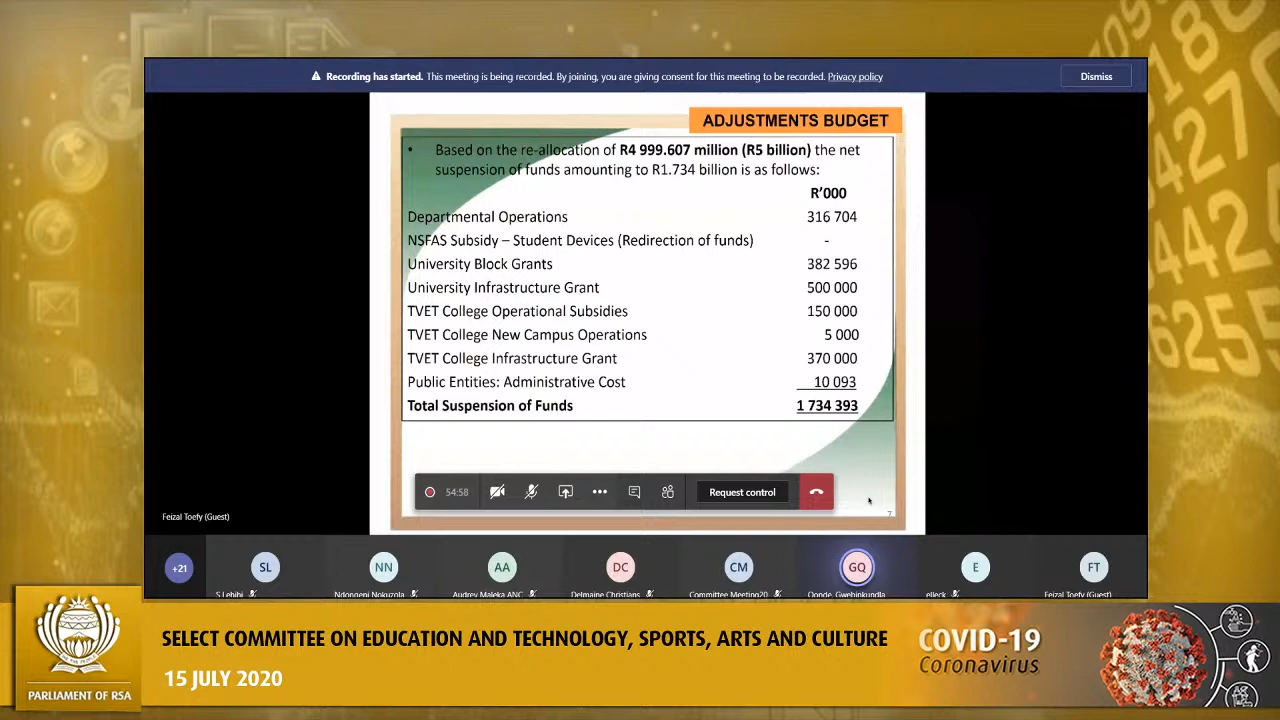 Recording has started. This meeting is being recorded. By joining, you are giving consent for this meeting to be recorded. Privacy policy
Dismiss
ADJUSTMENTS BUDGET
• Based on the re-allocation of R4 999.607 million (R5 billion) the net
suspension of funds amounting to R1.734 billion is as follows:
R'000
Departmental Operations 316 704
NSFAS Subsidy – Student Devices (Redirection of funds) -
University Block Grants 382 596
University Infrastructure Grant 500 000
TVET College Operational Subsidies 150 000
TVET College New Campus Operations 5 000
TVET College Infrastructure Grant 370 000
Public Entities: Administrative Cost 10 093
Total Suspension of Funds 1 734 393
54:58
Request control
7
Feizal Toefy (Guest)
+21 SL NN AA DC CM GQ E FT
S Lebihi Ndongeni Nokuzola Audrey Maleka ANC Delmaine Christians Committee Meeting20 Qonde, Gwebinkundla elleck Feizal Toefy (Guest)
SELECT COMMITTEE ON EDUCATION AND TECHNOLOGY, SPORTS, ARTS AND CULTURE
15 JULY 2020
PARLIAMENT OF RSA
COVID-19
Coronavirus